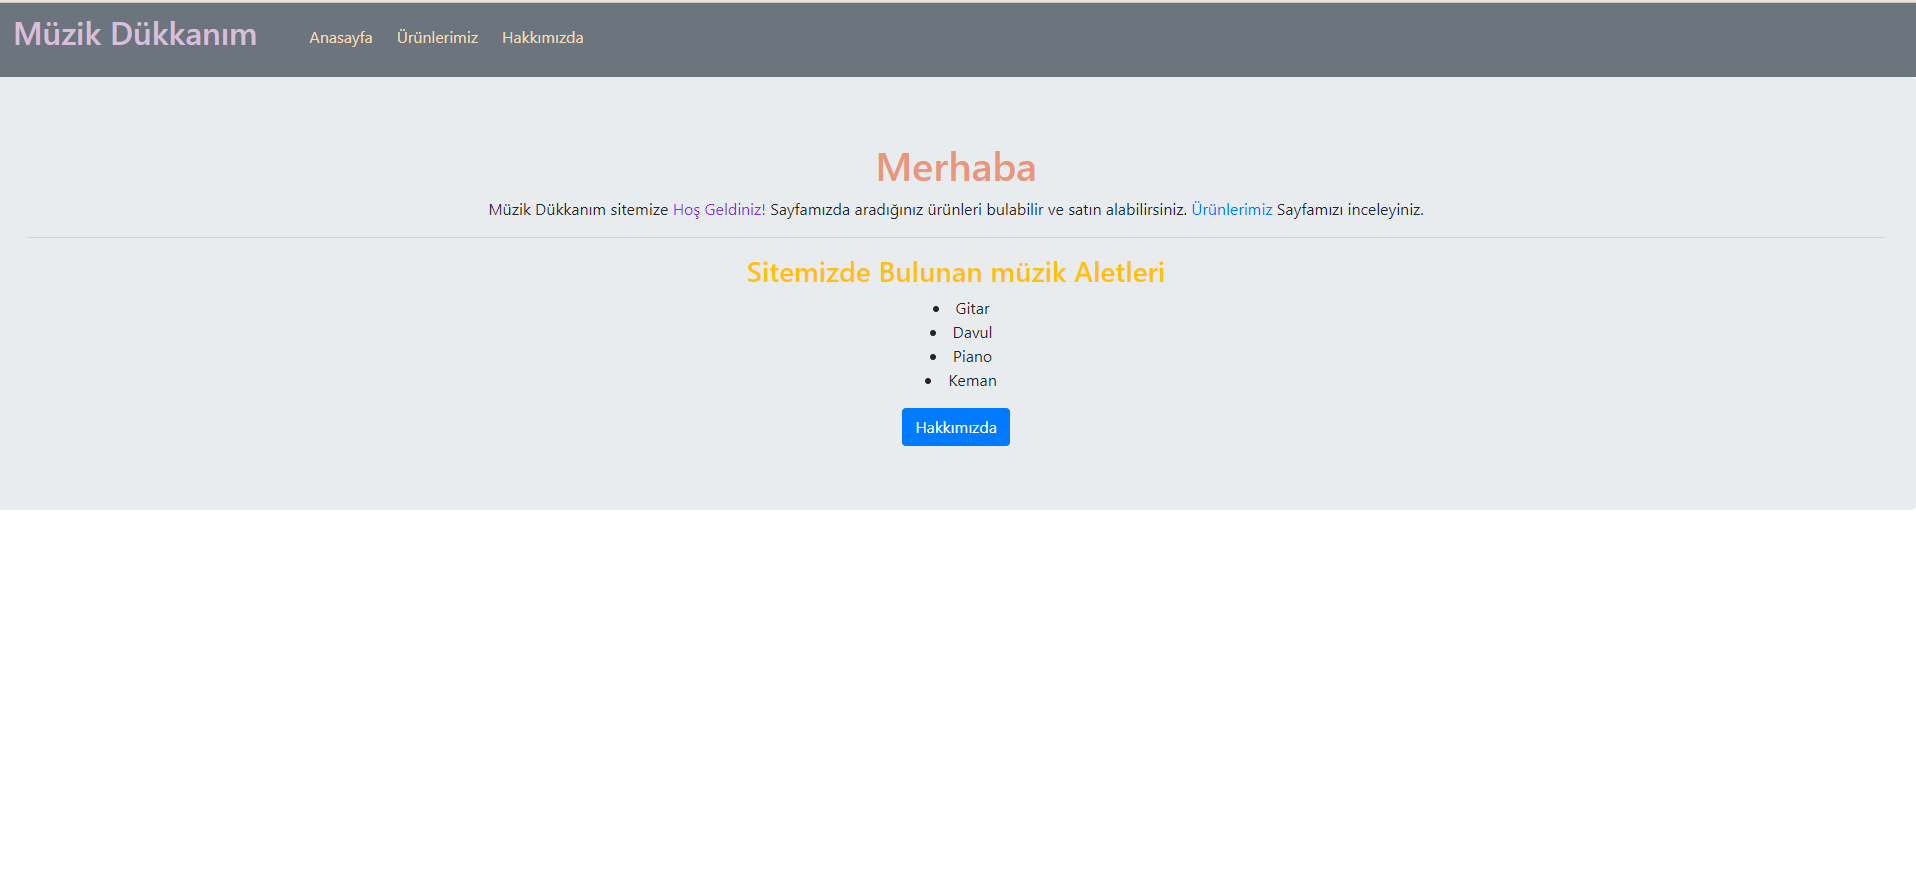 Müzik Dükkanım Anasayfa Ürünlerimiz Hakkımızda
Merhaba
Müzik Dükkanım sitemize Hoş Geldiniz! Sayfamızda aradığınız ürünleri bulabilir ve satın alabilirsiniz. Ürünlerimiz Sayfamızı inceleyiniz.
Sitemizde Bulunan müzik Aletleri
• Gitar
• Davul
• Piano
• Keman
Hakkımızda